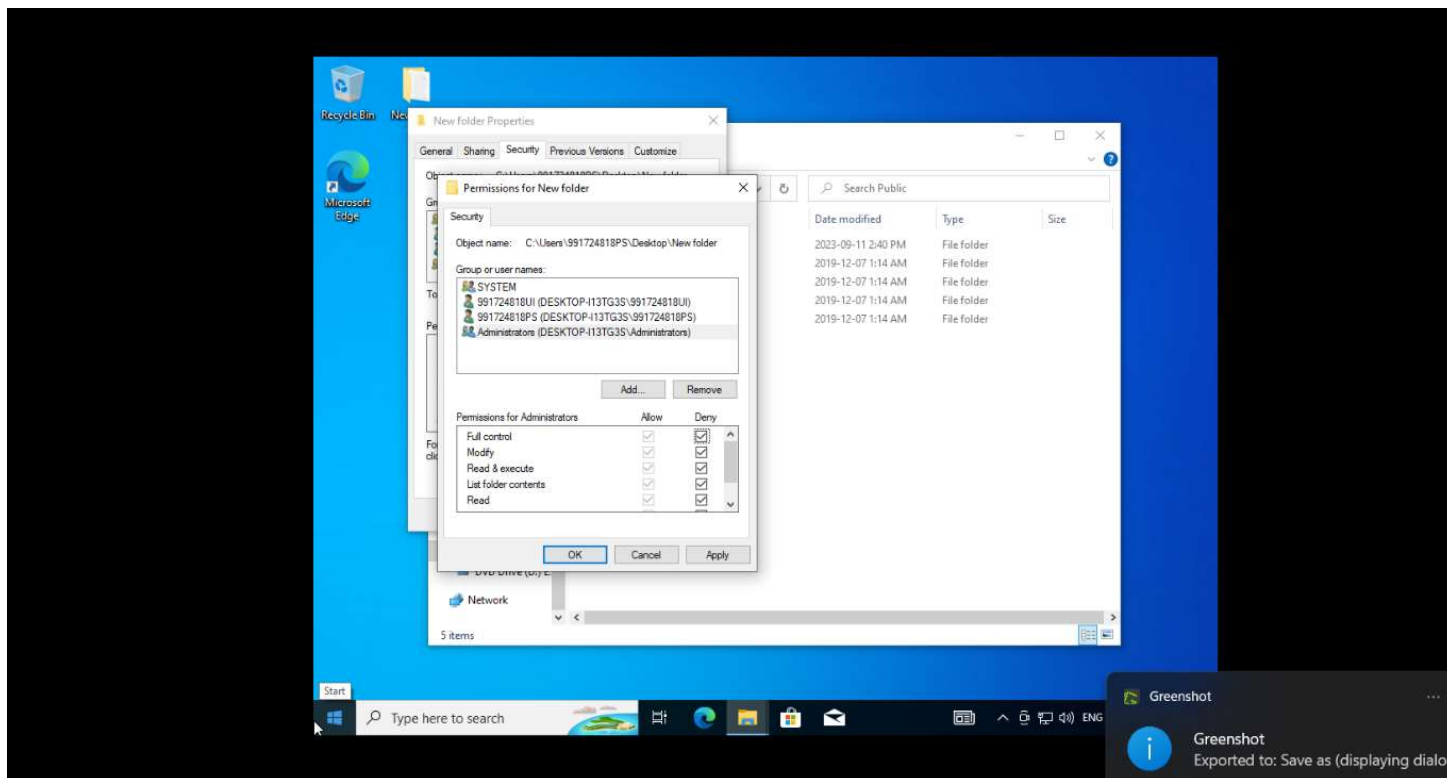 Recycle Bin
New
Microsoft
Edge
New folder Properties
General Sharing Security Previous Versions Customize
Permissions for New folder
Security
Object name: C:\Users\991724818PS\Desktop\New folder
Group or user names:
SYSTEM
991724818UI (DESKTOP-I13TG3S\991724818UI)
991724818PS (DESKTOP-I13TG3S\991724818PS)
Administrators (DESKTOP-I13TG3S\Administrators)
Add... Remove
Permissions for Administrators Allow Deny
Full control
Modify
Read & execute
List folder contents
Read
OK Cancel Apply
Search Public
Date modified Type Size
2023-09-11 2:40 PM File folder
2019-12-07 1:14 AM File folder
2019-12-07 1:14 AM File folder
2019-12-07 1:14 AM File folder
2019-12-07 1:14 AM File folder
Network
5 items
Start
Type here to search
ENG
Greenshot
Greenshot
Exported to: Save as (displaying dialo